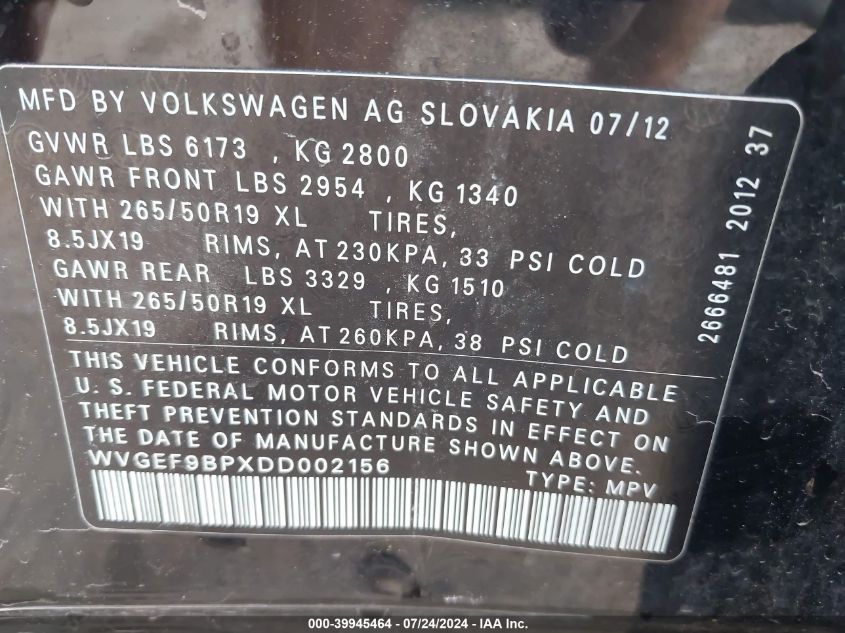 MFD BY VOLKSWAGEN AG SLOVAKIA 07/12
GVWR LBS 6173 , KG 2800
GAWR FRONT LBS 2954 , KG 1340
WITH 265/50R19 XL TIRES,
8.5JX19 RIMS, AT 230KPA, 33 PSI COLD
GAWR REAR LBS 3329 , KG 1510
WITH 265/50R19 XL TIRES,
8.5JX19 RIMS, AT 260KPA, 38 PSI COLD
THIS VEHICLE CONFORMS TO ALL APPLICABLE
U. S. FEDERAL MOTOR VEHICLE SAFETY AND
THEFT PREVENTION STANDARDS IN EFFECT ON
THE DATE OF MANUFACTURE SHOWN ABOVE.
WVGEF9BPXDD002156
TYPE: MPV
2666481 2012 37
000-39945464 - 07/24/2024 - IAA Inc.